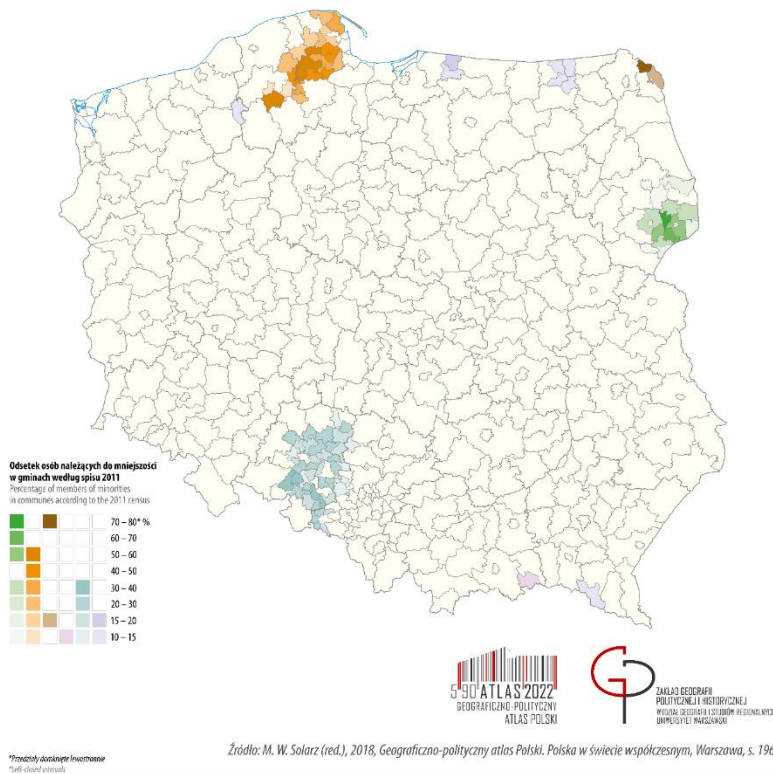 Odsetek osób należących do mniejszości
w gminach według spisu 2011
Percentage of members of minorities
in communes according to the 2011 census
70 – 80* %
60 – 70
50 – 60
40 – 50
30 – 40
20 – 30
15 – 20
10 – 15
5'90 ATLAS 2022
GEOGRAFICZNO-POLITYCZNY
ATLAS POLSKI
ZAKŁAD GEOGRAFII
POLITYCZNEJ I HISTORYCZNEJ
WYDZIAŁ GEOGRAFII I STUDIÓW REGIONALNYCH
UNIWERSYTET WARSZAWSKI
Źródło: M. W. Solarz (red.), 2018, Geograficzno-polityczny atlas Polski. Polska w świecie współczesnym, Warszawa, s. 196
*Przedziały domknięte lewostronnie
*Left-closed intervals